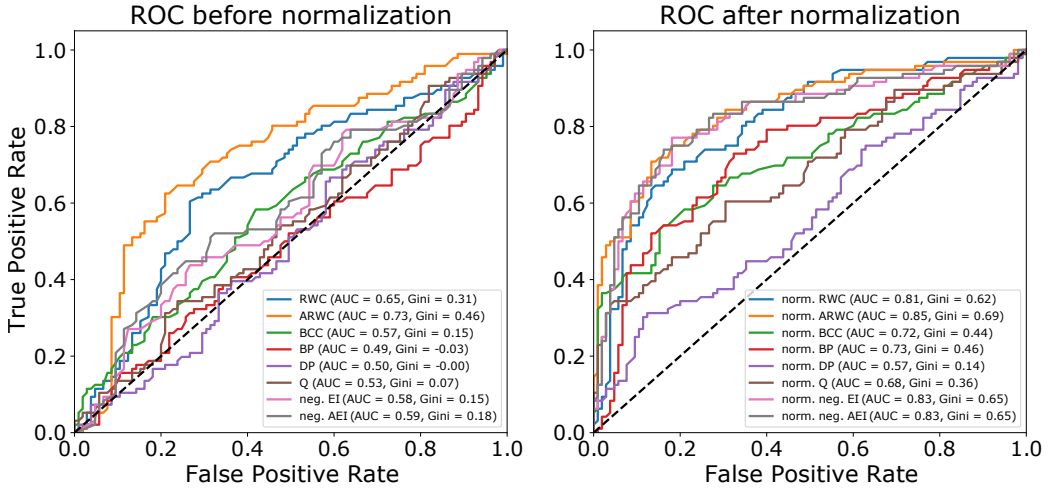 ROC before normalization
True Positive Rate
1.0
0.8
0.6
0.4
0.2
0.0
RWC (AUC = 0.65, Gini = 0.31)
ARWC (AUC = 0.73, Gini = 0.46)
BCC (AUC = 0.57, Gini = 0.15)
BP (AUC = 0.49, Gini = -0.03)
DP (AUC = 0.50, Gini = -0.00)
Q (AUC = 0.53, Gini = 0.07)
neg. EI (AUC = 0.58, Gini = 0.15)
neg. AEI (AUC = 0.59, Gini = 0.18)
0.0 0.2 0.4 0.6 0.8 1.0
False Positive Rate
ROC after normalization
1.0
0.8
0.6
0.4
0.2
0.0
norm. RWC (AUC = 0.81, Gini = 0.62)
norm. ARWC (AUC = 0.85, Gini = 0.69)
norm. BCC (AUC = 0.72, Gini = 0.44)
norm. BP (AUC = 0.73, Gini = 0.46)
norm. DP (AUC = 0.57, Gini = 0.14)
norm. Q (AUC = 0.68, Gini = 0.36)
norm. neg. EI (AUC = 0.83, Gini = 0.65)
norm. neg. AEI (AUC = 0.83, Gini = 0.65)
0.0 0.2 0.4 0.6 0.8 1.0
False Positive Rate